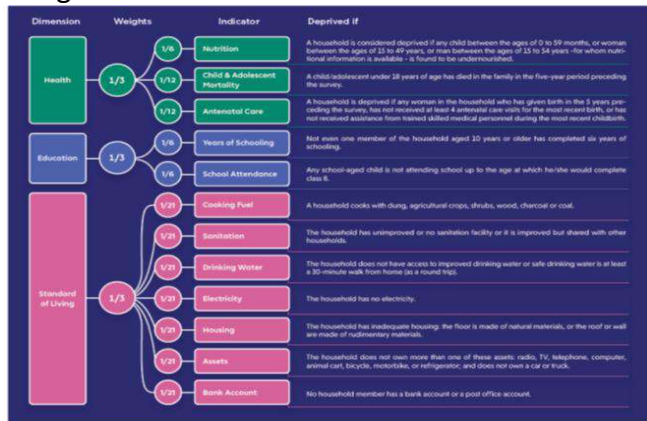 Dimension Weights Indicator Deprived if
Health
1/3
1/6 Nutrition
A household is considered deprived if any child between the ages of 0 to 59 months, or woman
between the ages of 15 to 49 years, or man between the ages of 15 to 54 years -for whom nutri-
tional information is available - is found to be undernourished.
1/12 Child & Adolescent
Mortality
A child/adolescent under 18 years of age has died in the family in the five-year period preceding
the survey.
1/12 Antenatal Care
A household is deprived if any woman in the household who has given birth in the 5 years pre-
ceding the survey, has not received at least 4 antenatal care visits for the most recent birth, or has
not received assistance from trained skilled medical personnel during the most recent childbirth.
Education
1/3
1/6 Years of Schooling
Not even one member of the household aged 10 years or older has completed six years of
schooling.
1/6 School Attendance
Any school-aged child is not attending school up to the age at which he/she would complete
class 8.
Standard
of Living
1/3
1/21 Cooking Fuel
A household cooks with dung, agricultural crops, shrubs, wood, charcoal or coal.
1/21 Sanitation
The household has unimproved or no sanitation facility or it is improved but shared with other
households.
1/21 Drinking Water
The household does not have access to improved drinking water or safe drinking water is at least
a 30-minute walk from home (as a round trip).
1/21 Electricity
The household has no electricity.
1/21 Housing
The household has inadequate housing: the floor is made of natural materials, or the roof or wall
are made of rudimentary materials.
1/21 Assets
The household does not own more than one of these assets: radio, TV, telephone, computer,
animal cart, bicycle, motorbike, or refrigerator; and does not own a car or truck.
1/21 Bank Account
No household member has a bank account or a post office account.